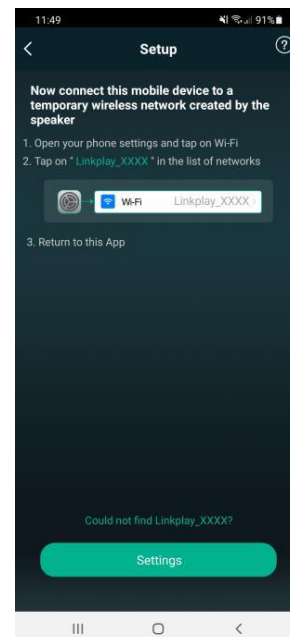 11:49
91%
Setup
?
Now connect this mobile device to a
temporary wireless network created by the
speaker
1. Open your phone settings and tap on Wi-Fi
2. Tap on " Linkplay_XXXX " in the list of networks
Wi-Fi Linkplay_XXXX
3. Return to this App
Could not find Linkplay_XXXX?
Settings